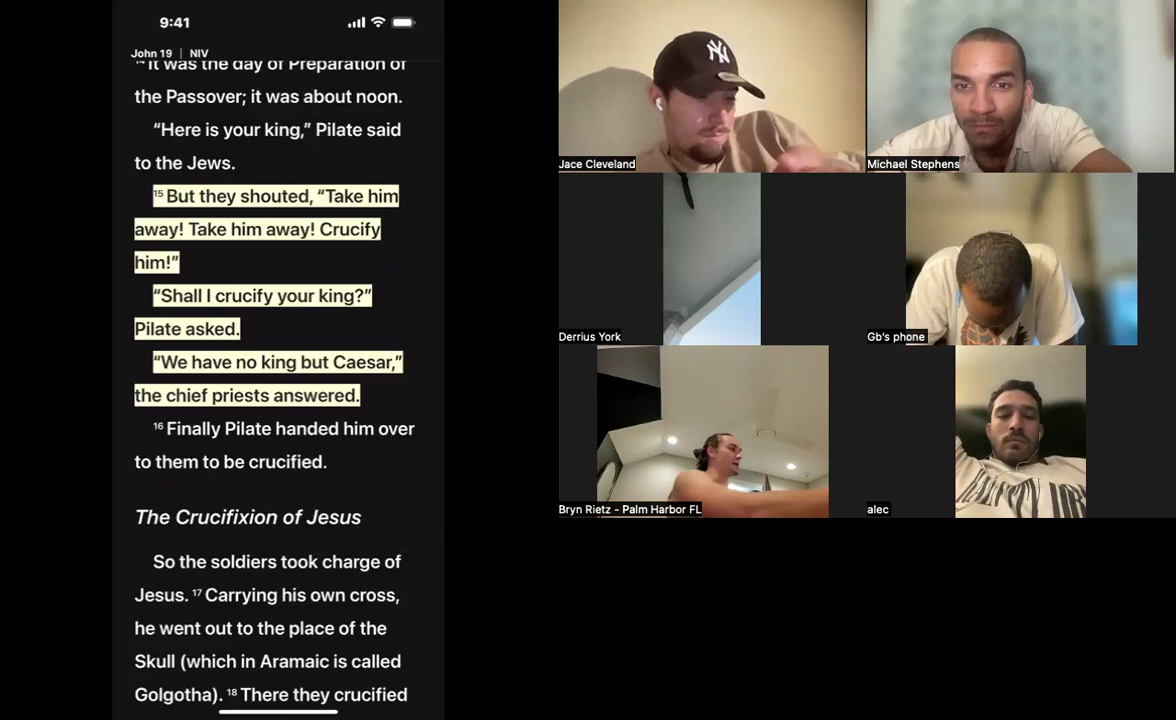 9:41
John 19 | NIV
14 It was the day of Preparation of
the Passover; it was about noon.
“Here is your king,” Pilate said
to the Jews.
15 But they shouted, “Take him
away! Take him away! Crucify
him!”
“Shall I crucify your king?”
Pilate asked.
“We have no king but Caesar,”
the chief priests answered.
16 Finally Pilate handed him over
to them to be crucified.
The Crucifixion of Jesus
So the soldiers took charge of
Jesus. 17 Carrying his own cross,
he went out to the place of the
Skull (which in Aramaic is called
Golgotha). 18 There they crucified
NY
Jace Cleveland
Michael Stephens
Derrius York
Gb's phone
Bryn Rietz - Palm Harbor FL
alec